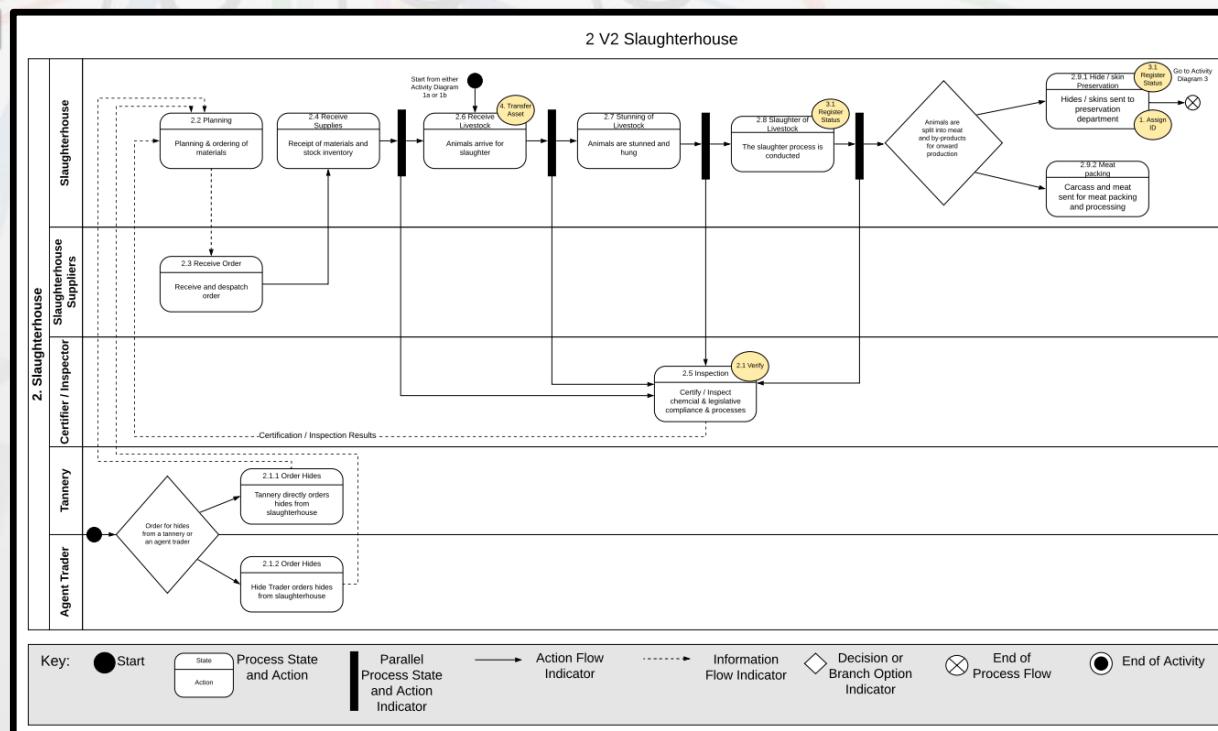 2 V2 Slaughterhouse
2. Slaughterhouse
Slaughterhouse
Start from either
Activity Diagram
1a or 1b
2.2 Planning
Planning & ordering of
materials
2.4 Receive
Supplies
Receipt of materials and
stock inventory
4. Transfer
Asset
2.6 Receive
Livestock
Animals arrive for
slaughter
2.7 Stunning of
Livestock
Animals are stunned and
hung
3.1
Register
Status
2.8 Slaughter of
Livestock
The slaughter process is
conducted
Animals are
split into meat
and by-products
for onward
production
3.1
Register
Status
2.9.1 Hide / skin
Preservation
Hides / skins sent to
preservation
department
1. Assign
ID
Go to Activity
Diagram 3
2.9.2 Meat
packing
Carcass and meat
sent for meat packing
and processing
Slaughterhouse
Suppliers
2.3 Receive Order
Receive and despatch
order
Certifier / Inspector
2.1 Verify
2.5 Inspection
Certify / Inspect
chemcial & legislative
compliance & processes
Certification / Inspection Results
Tannery
2.1.1 Order Hides
Tannery directly orders
hides from
slaughterhouse
Order for hides
from a tannery or
an agent trader
Agent Trader
2.1.2 Order Hides
Hide Trader orders hides
from slaughterhouse
Key:
Start
State
Action
Process State
and Action
Parallel
Process State
and Action
Indicator
Action Flow
Indicator
Information
Flow Indicator
Decision or
Branch Option
Indicator
End of
Process Flow
End of Activity